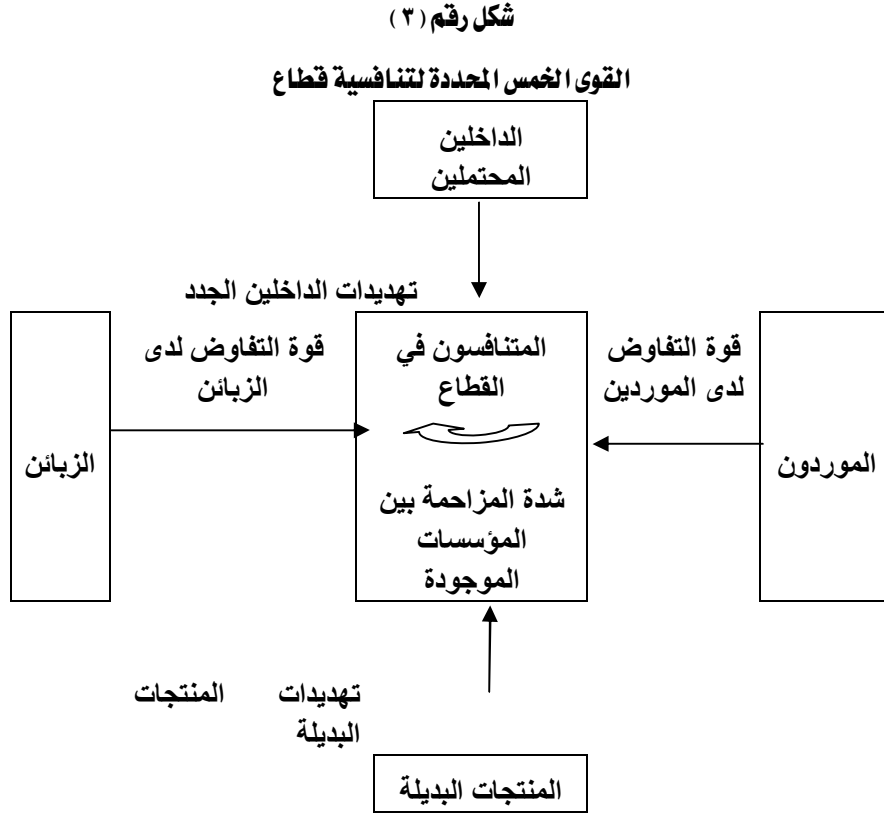 شكل رقم ( ٣ )
القوى الخمس المحددة لتنافسية قطاع
الداخلين
المحتملين
تهديدات الداخلين الجدد
الموردون
قوة التفاوض
لدى الموردين
المتنافسون في
القطاع
شدة المزاحمة بين
المؤسسات
الموجودة
قوة التفاوض لدى
الزبائن
الزبائن
تهديدات المنتجات
البديلة
المنتجات البديلة